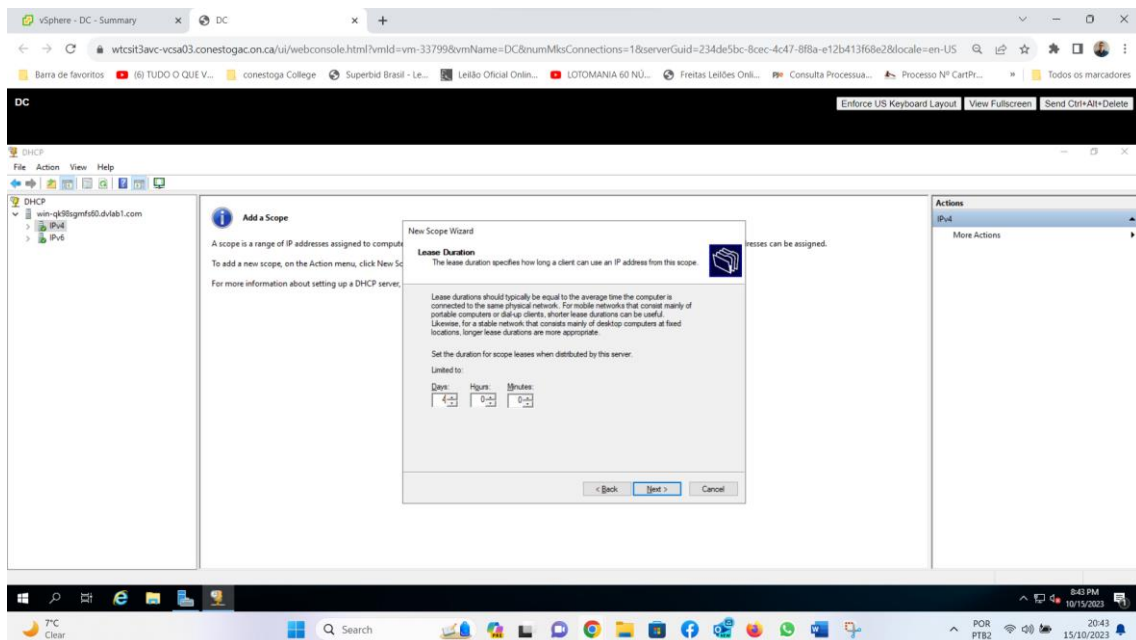 vSphere - DC - Summary
DC
wtcsit3avc-vcsa03.conestogac.on.ca/ui/webconsole.html?vmId=vm-33799&vmName=DC&numMksConnections=1&serverGuid=234de5bc-8cec-4c47-8f8a-e12b413f68e2&locale=en-US
Barra de favoritos
(6) TUDO O QUE V...
conestoga College
Superbid Brasil - Le...
Leilão Oficial Onlin...
LOTOMANIA 60 NÚ...
Freitas Leilões Onli...
Consulta Processua...
Processo Nº CartPr...
»
Todos os marcadores
DC
Enforce US Keyboard Layout
View Fullscreen
Send Ctrl+Alt+Delete
DHCP
File Action View Help
DHCP
win-qk98sgmfs60.dvlab1.com
IPv4
IPv6
Add a Scope
A scope is a range of IP addresses assigned to compute
resses can be assigned.
To add a new scope, on the Action menu, click New Sc
For more information about setting up a DHCP server,
New Scope Wizard
Lease Duration
The lease duration specifies how long a client can use an IP address from this scope.
Lease durations should typically be equal to the average time the computer is
connected to the same physical network. For mobile networks that consist mainly of
portable computers or dial-up clients, shorter lease durations can be useful.
Likewise, for a stable network that consists mainly of desktop computers at fixed
locations, longer lease durations are more appropriate.
Set the duration for scope leases when distributed by this server.
Limited to:
Days: Hours: Minutes:
4 0 0
< Back
Next >
Cancel
Actions
IPv4
More Actions
8:43 PM
10/15/2023
7°C
Clear
Search
POR
PTB2
20:43
15/10/2023